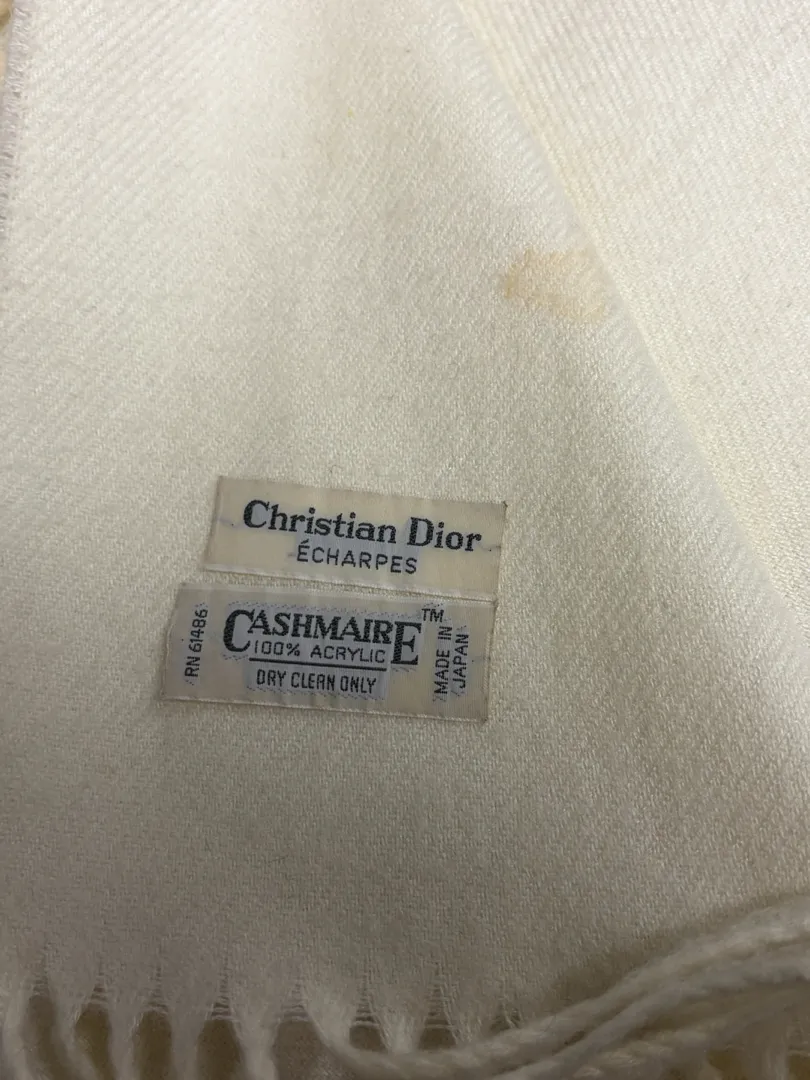 Christian Dior
ÉCHARPES
RN 61486
CASHMAIRE™
100% ACRYLIC
DRY CLEAN ONLY
MADE IN
JAPAN